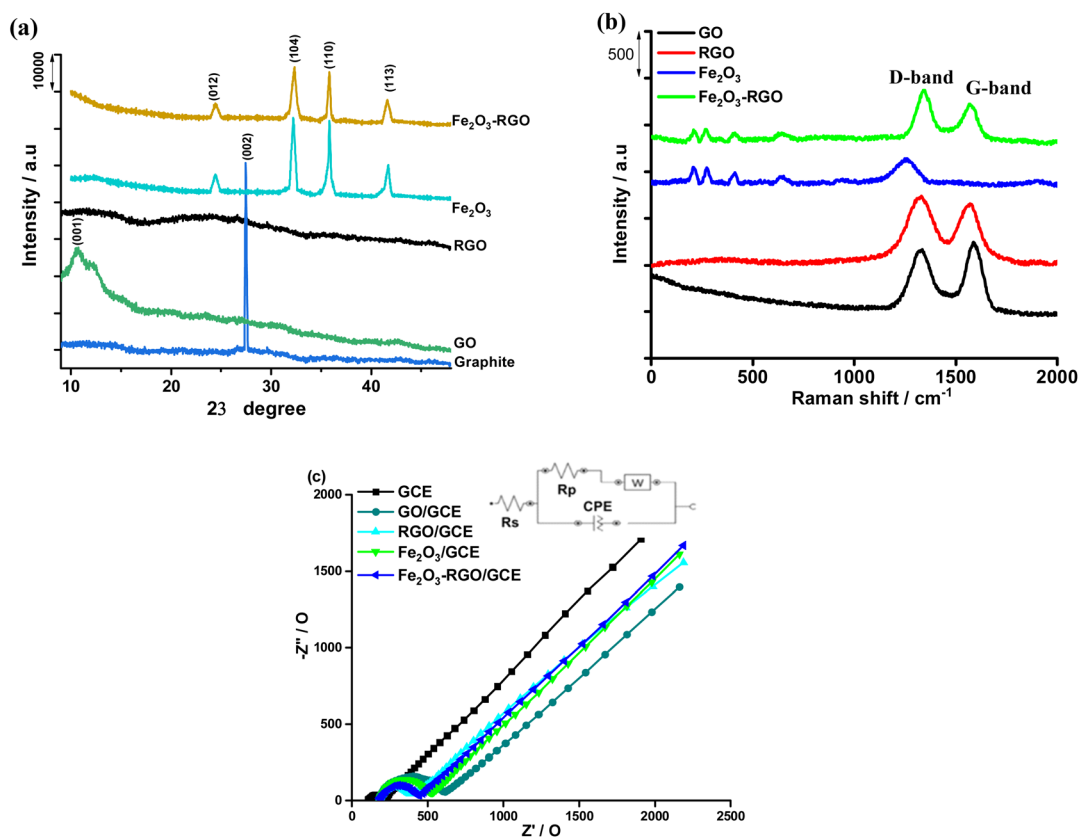 (a)
10000
Intensity / a.u
(012)
(104)
(110)
(113)
Fe₂O₃-RGO
(002)
Fe₂O₃
RGO
(001)
GO
Graphite
10 20 30 40
23 degree
(b)
500
GO
RGO
Fe₂O₃
Fe₂O₃-RGO
D-band
G-band
Intensity / a.u
0 500 1000 1500 2000
Raman shift / cm⁻¹
(c)
GCE
GO/GCE
RGO/GCE
Fe₂O₃/GCE
Fe₂O₃-RGO/GCE
Rs
Rp
W
CPE
-Z'' / O
2000
1500
1000
500
0
0 500 1000 1500 2000 2500
Z' / O